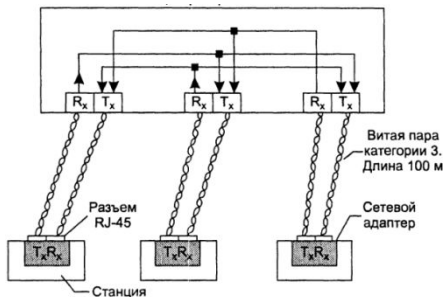 Rx Tx
Rx Tx
Rx Tx
Витая пара
категории 3.
Длина 100 м
Разъем
RJ-45
Сетевой
адаптер
TxRx
TxRx
TxRx
Станция